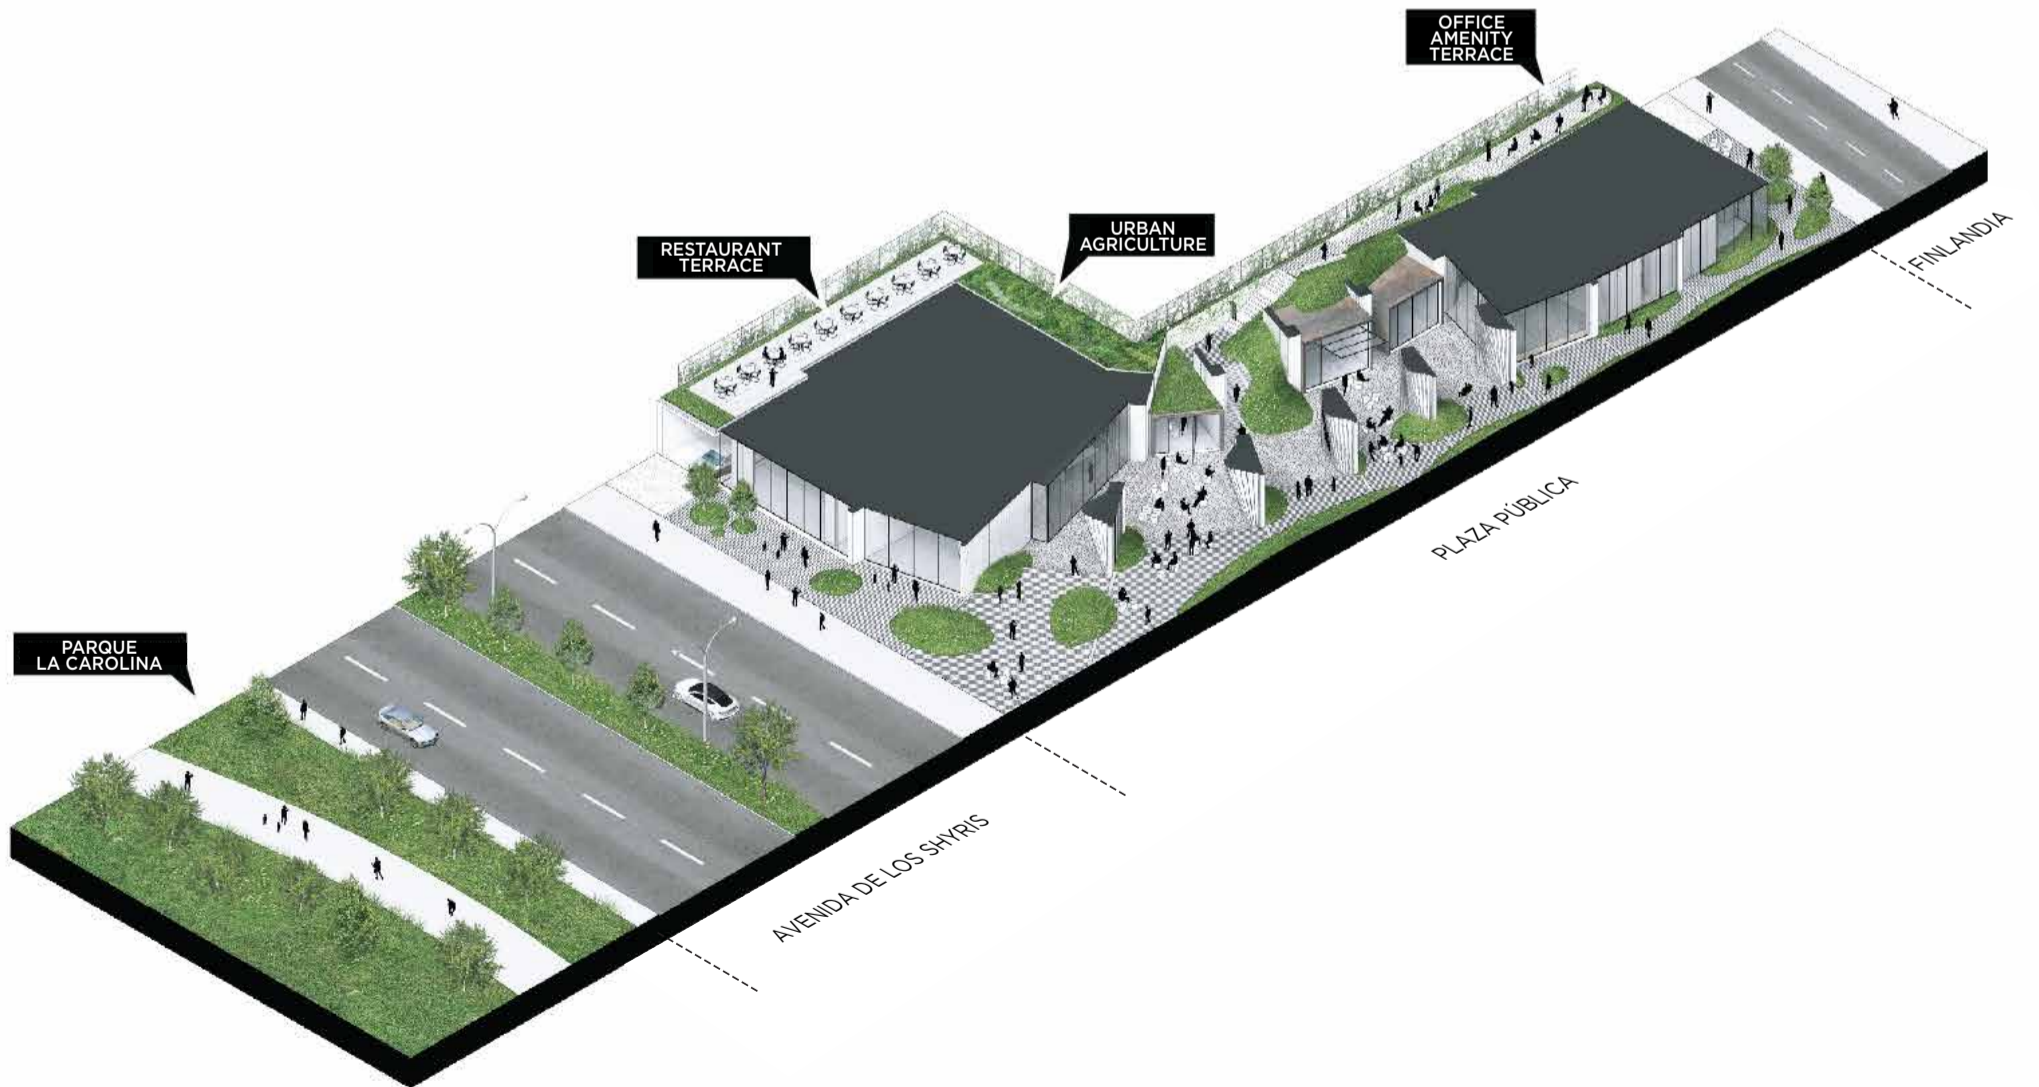 OFFICE
AMENITY
TERRACE
RESTAURANT
TERRACE
URBAN
AGRICULTURE
FINLANDIA
PLAZA PÚBLICA
PARQUE
LA CAROLINA
AVENIDA DE LOS SHYRIS